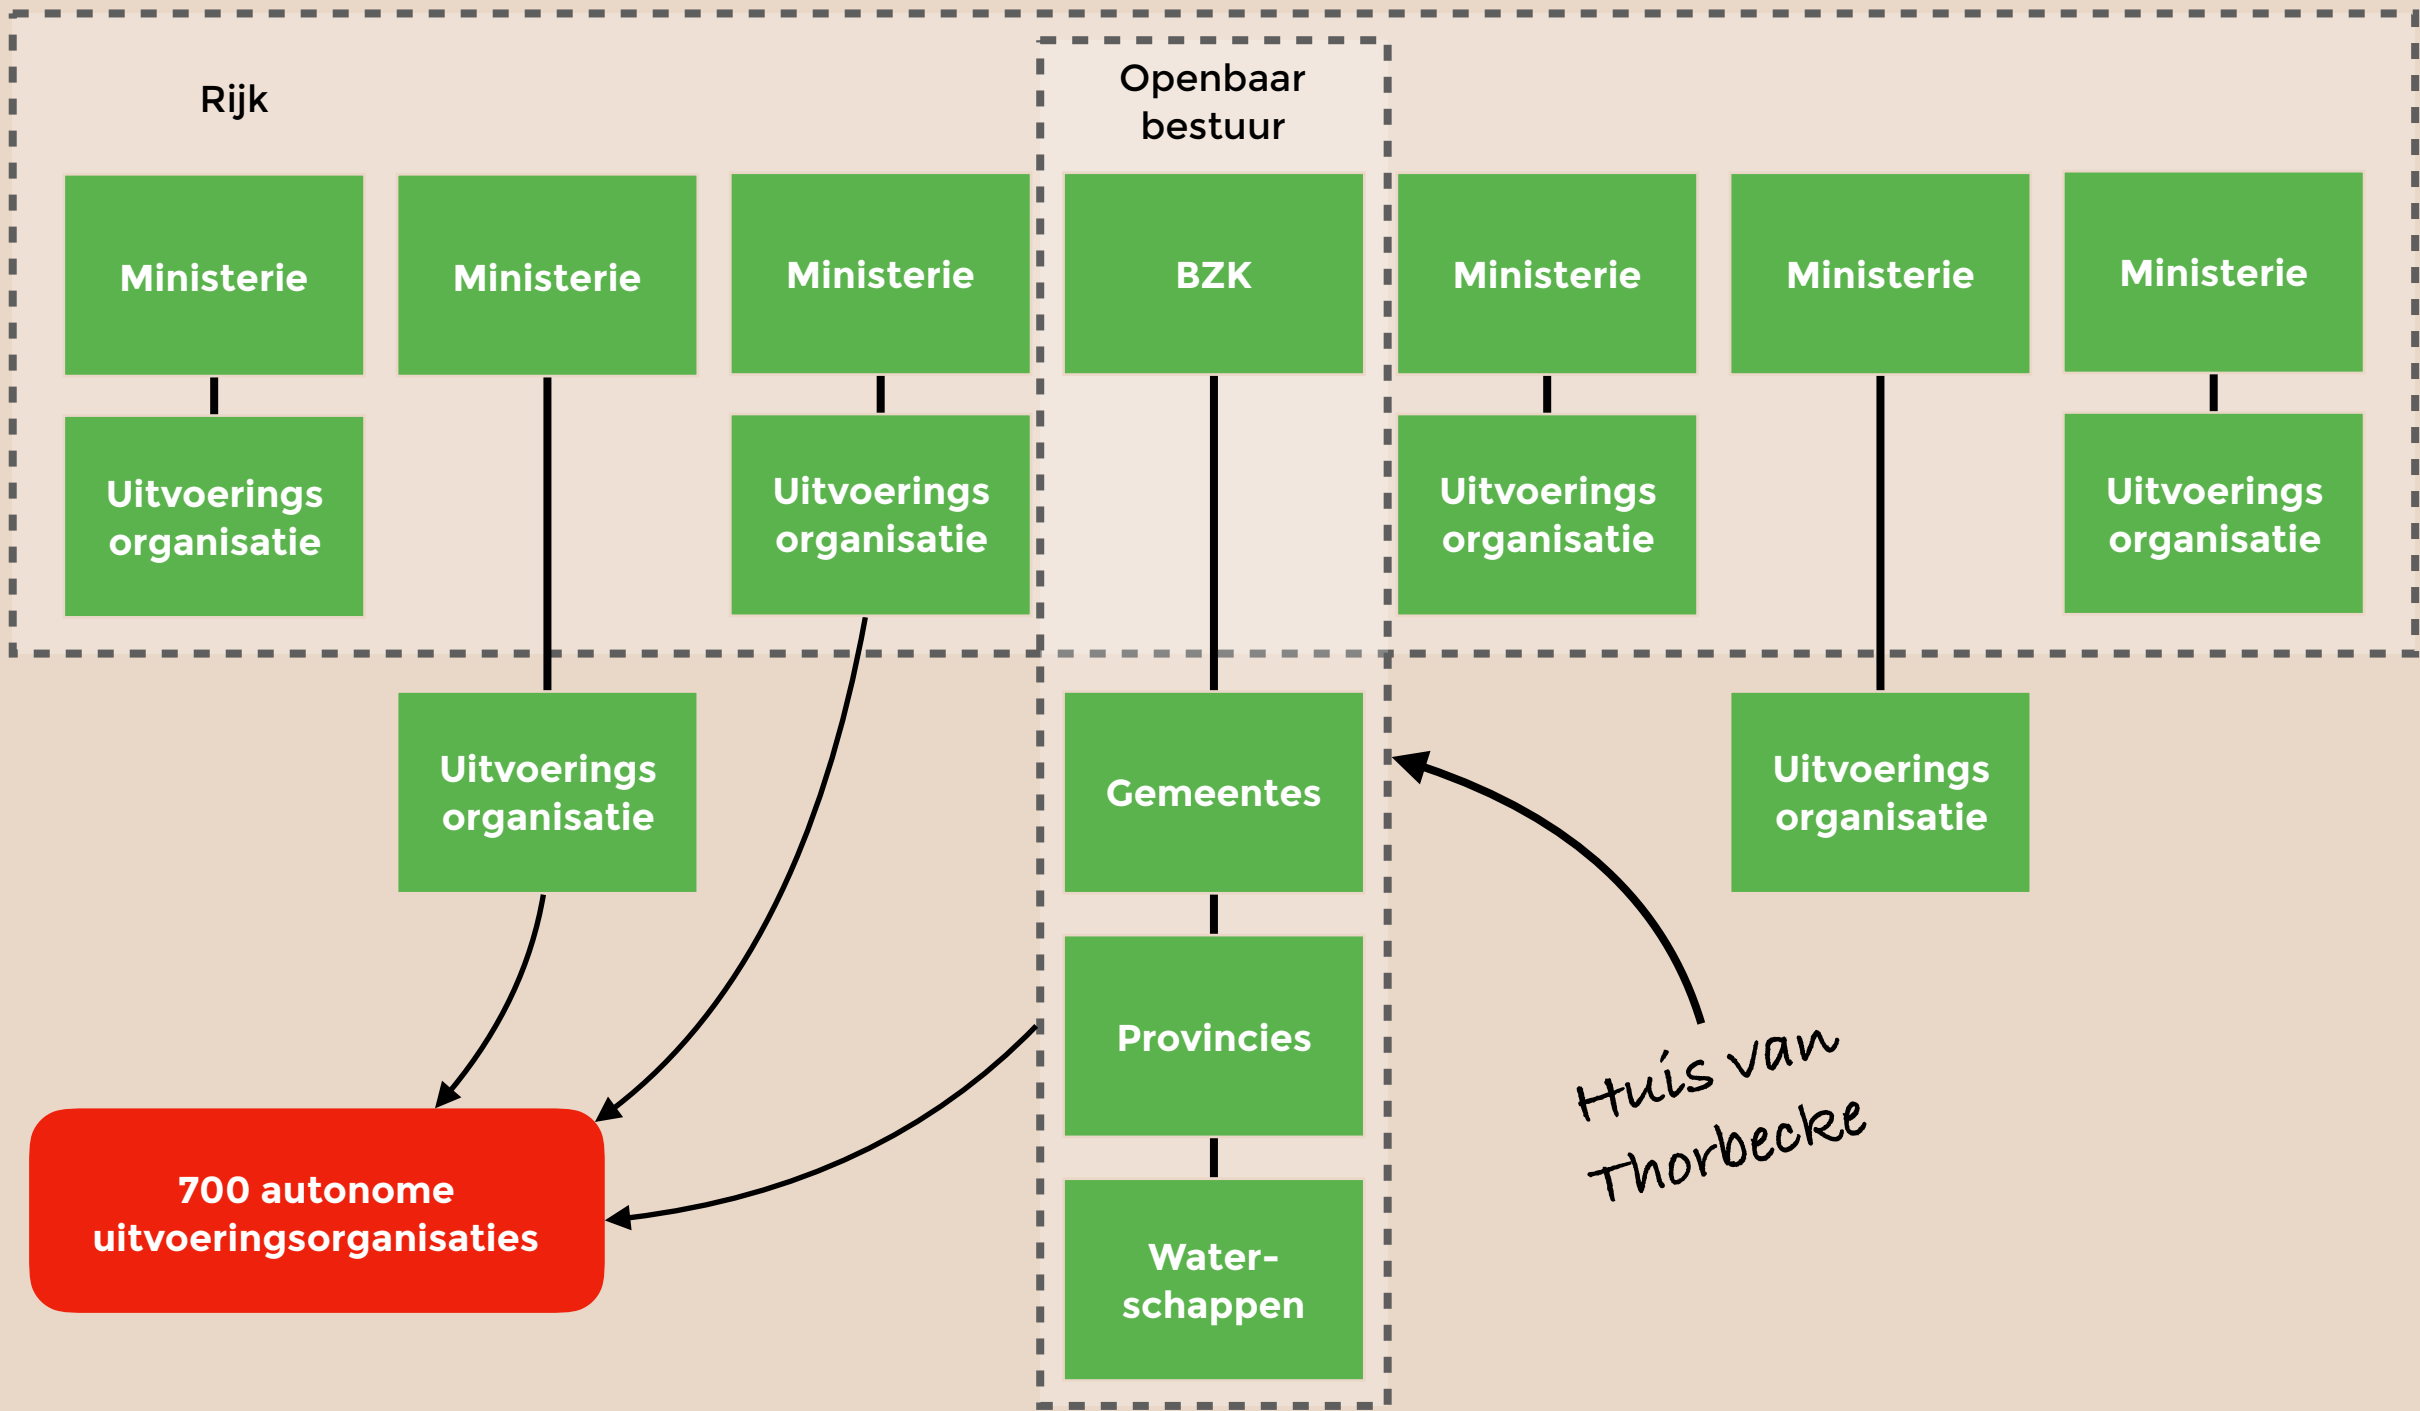 Rijk
Openbaar
bestuur
Ministerie
Ministerie
Ministerie
BZK
Ministerie
Ministerie
Ministerie
Uitvoerings
organisatie
Uitvoerings
organisatie
Uitvoerings
organisatie
Uitvoerings
organisatie
Uitvoerings
organisatie
Gemeentes
Uitvoerings
organisatie
Provincies
Huis van
Thorbecke
700 autonome
uitvoeringsorganisaties
Water-
schappen